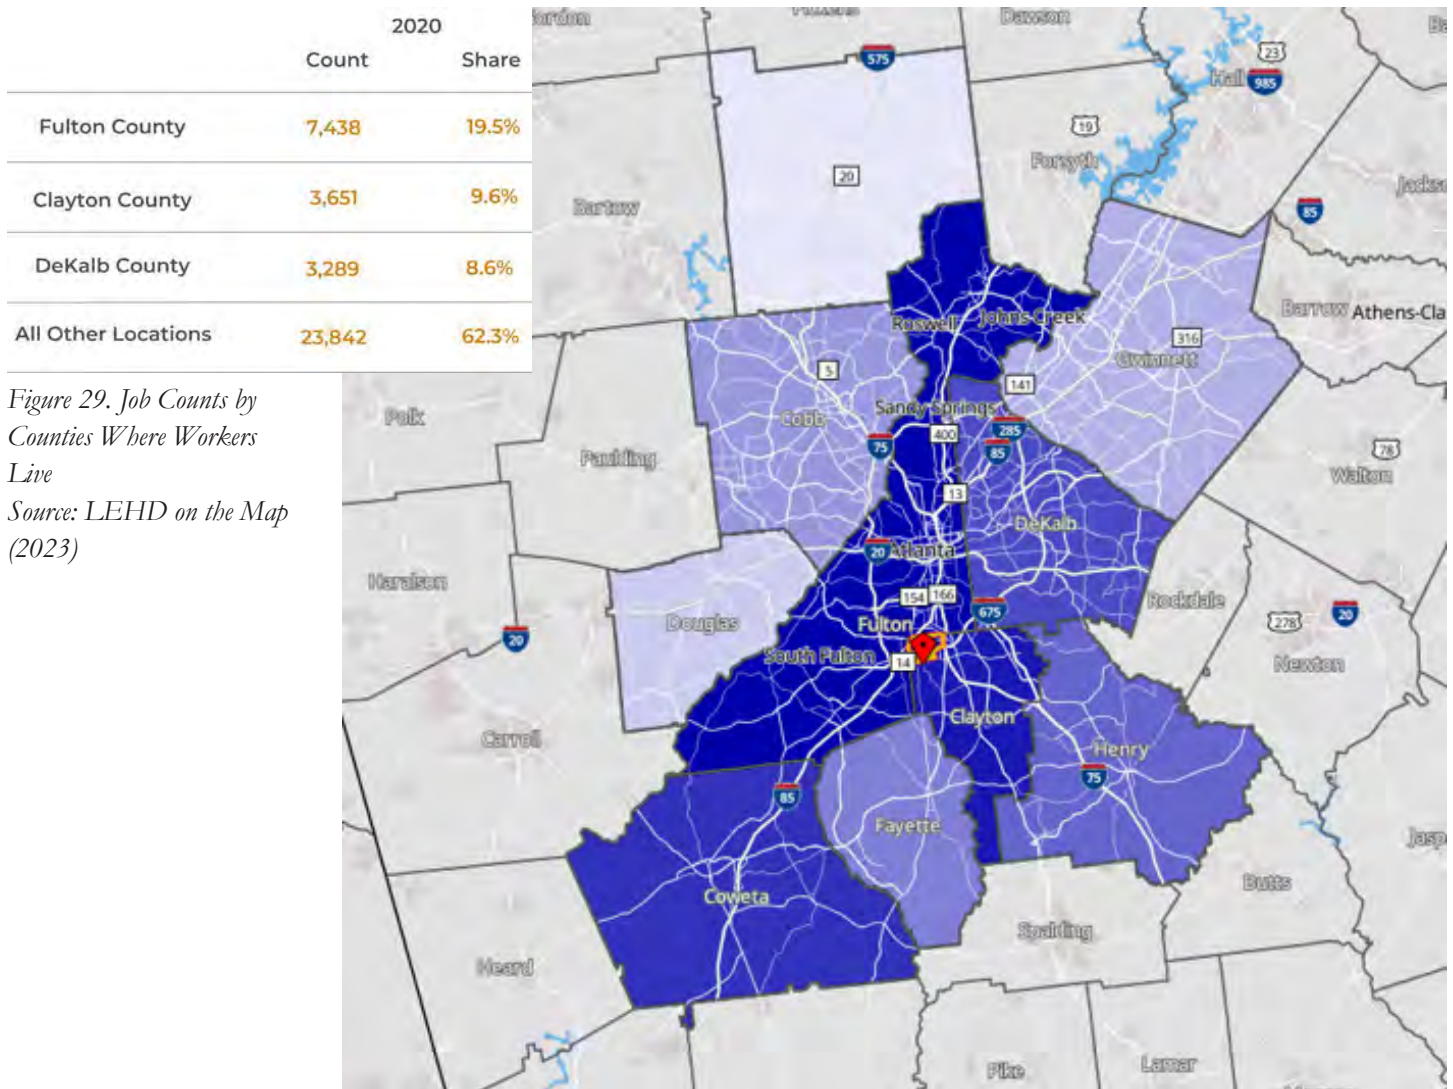 2020
Count Share
Fulton County 7,438 19.5%
Clayton County 3,651 9.6%
DeKalb County 3,289 8.6%
All Other Locations 23,842 62.3%
Figure 29. Job Counts by
Counties Where Workers
Live
Source: LEHD on the Map
(2023)
Dawson
575
23
Hall
985
19
Forsyth
20
Bartow
85
Roswell
Johns Creek
Barrow
Athens-Cla
316
Gwinnett
5
141
Polk
Cobb
Sandy Springs
285
400
75
85
Paulding
78
Walton
13
DeKalb
20
Atlanta
Haralson
154
166
675
Rockdale
Douglas
Fulton
20
278
20
South Fulton
14
Newton
Clayton
Carroll
Henry
75
85
Fayette
Butts
Coweta
Spalding
Heard
Pike
Lamar